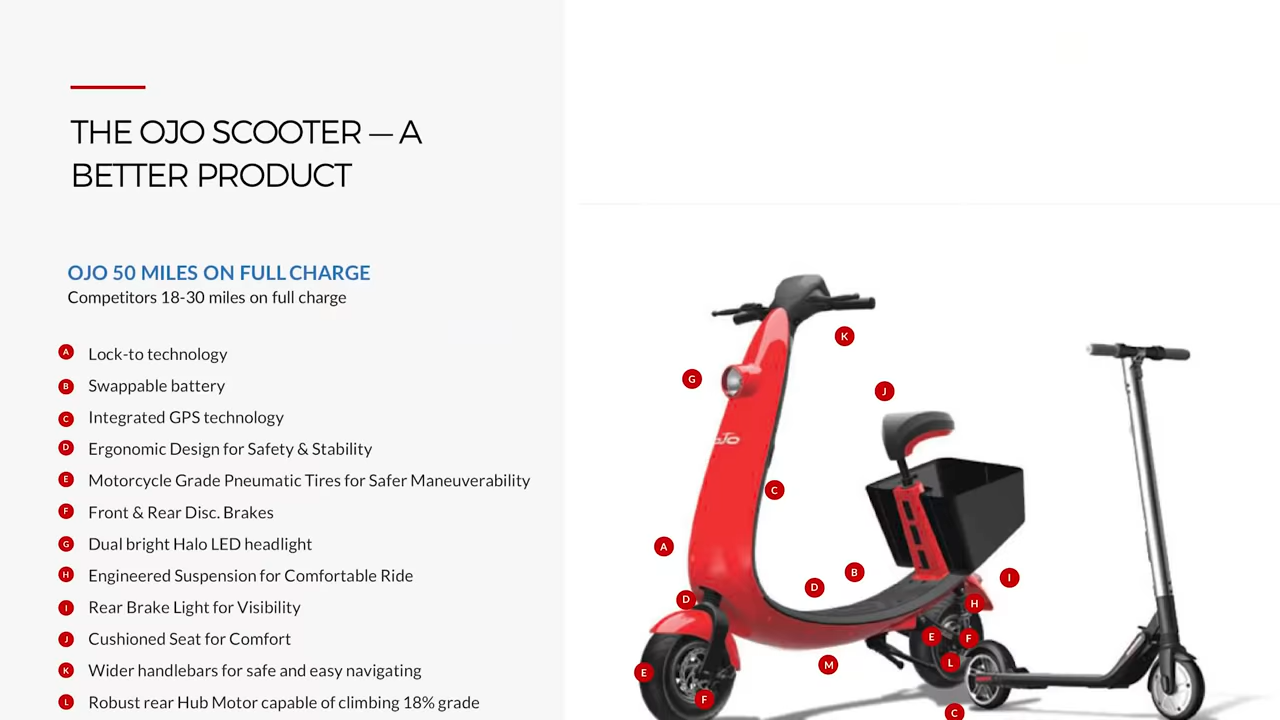 THE OJO SCOOTER — A
BETTER PRODUCT
OJO 50 MILES ON FULL CHARGE
Competitors 18-30 miles on full charge
A Lock-to technology
B Swappable battery
C Integrated GPS technology
D Ergonomic Design for Safety & Stability
E Motorcycle Grade Pneumatic Tires for Safer Maneuverability
F Front & Rear Disc. Brakes
G Dual bright Halo LED headlight
H Engineered Suspension for Comfortable Ride
I Rear Brake Light for Visibility
J Cushioned Seat for Comfort
K Wider handlebars for safe and easy navigating
L Robust rear Hub Motor capable of climbing 18% grade
K
G
J
OJO
C
A
B
I
D
D
H
E
F
M
L
E
F
C